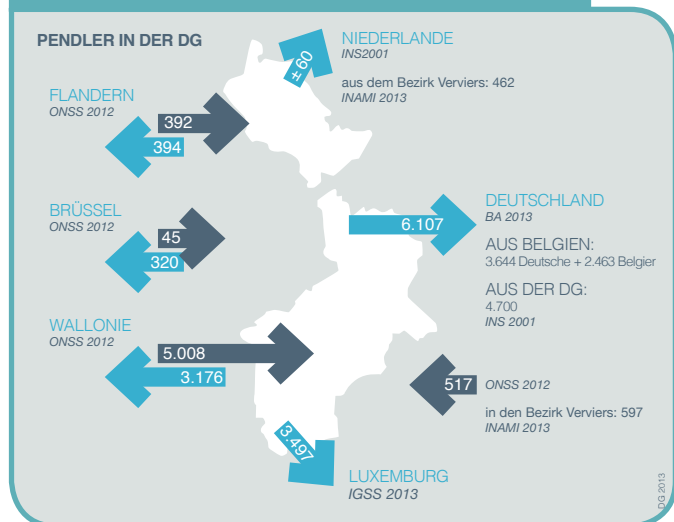 PENDLER IN DER DG
NIEDERLANDE
INS2001
± 60
aus dem Bezirk Verviers: 462
INAMI 2013
FLANDERN
ONSS 2012
392
394
BRÜSSEL
ONSS 2012
45
320
DEUTSCHLAND
BA 2013
6.107
AUS BELGIEN:
3.644 Deutsche + 2.463 Belgier
AUS DER DG:
4.700
INS 2001
WALLONIE
ONSS 2012
5.008
3.176
517
ONSS 2012
in den Bezirk Verviers: 597
INAMI 2013
3.497
LUXEMBURG
IGSS 2013
DG 2013